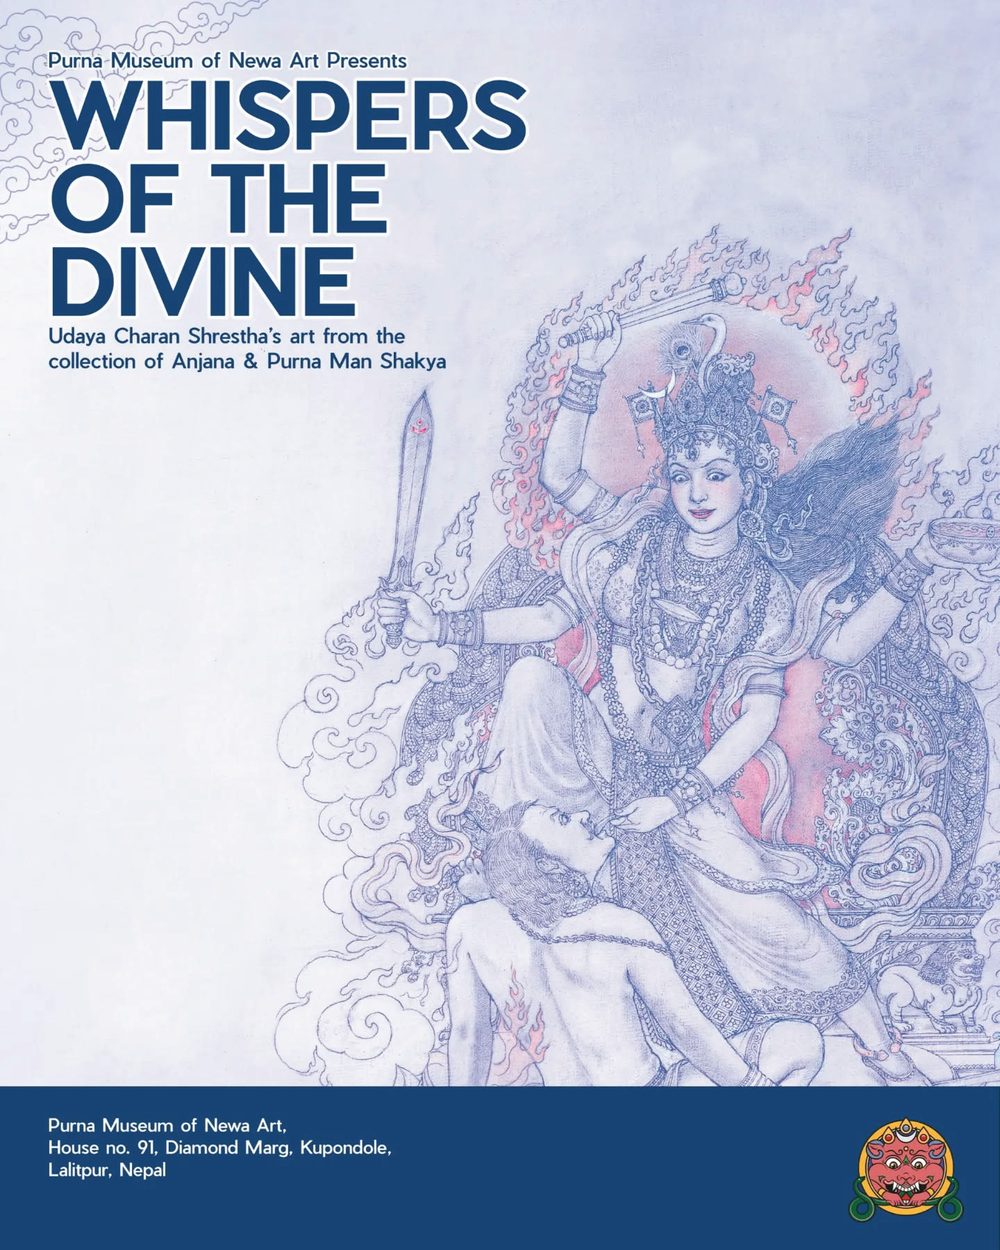 Purna Museum of Newa Art Presents
WHISPERS
OF THE
DIVINE
Udaya Charan Shrestha's art from the
collection of Anjana & Purna Man Shakya
Purna Museum of Newa Art,
House no. 91, Diamond Marg, Kupondole,
Lalitpur, Nepal